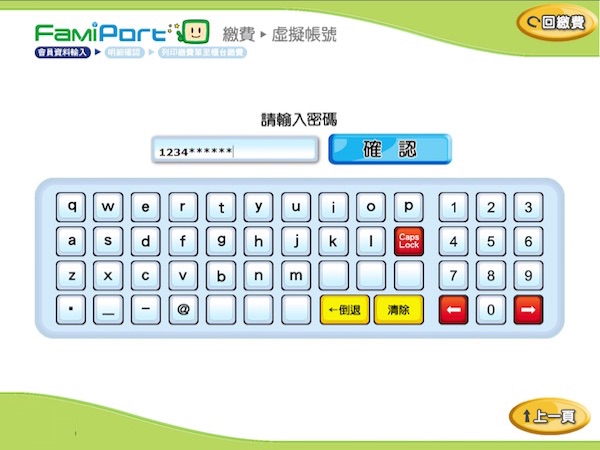 FamiPort 繳費▶虛擬帳號
回繳費
會員資料輸入 ▶ 明細確認 ▶ 列印繳費單至櫃台繳費
請輸入密碼
1234******
確 認
q w e r t y u i o p 1 2 3
a s d f g h j k l Caps Lock 4 5 6
z x c v b n m 7 8 9
. _ - @ ←倒退 清除 ← 0 →
↑上一頁